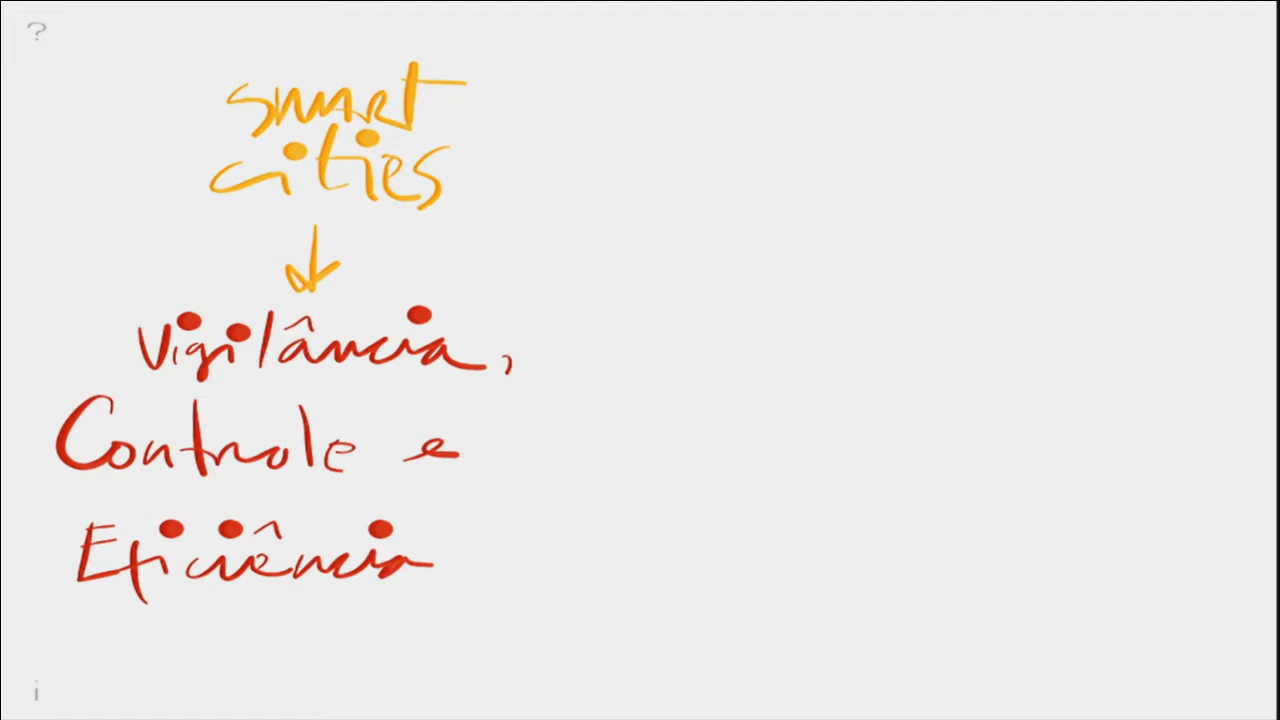 ?
smart
cities
Vigilância,
Controle e
Eficiência
i